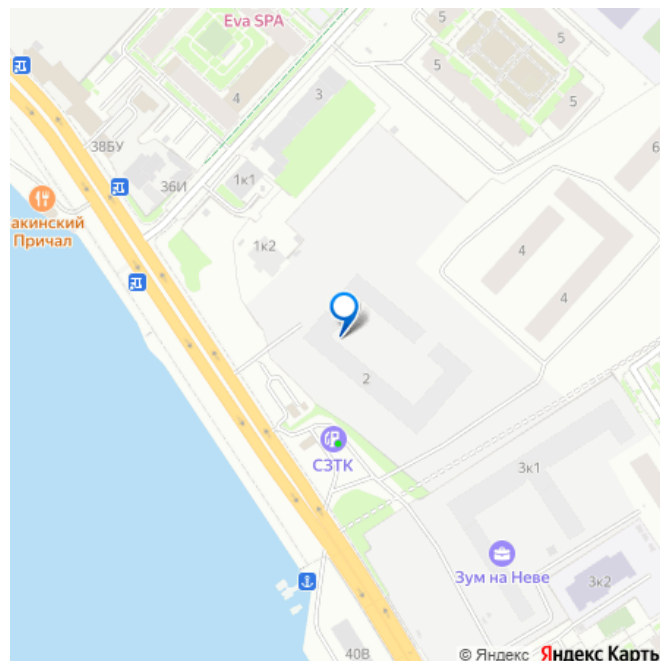 Eva SPA
5
5
5
5
4
3
38БУ
6
36И
1к1
акинский
Причал
1к2
4
4
2
СЗТК
3к1
Зум на Неве
3к2
40В
© Яндекс Яндекс Карты